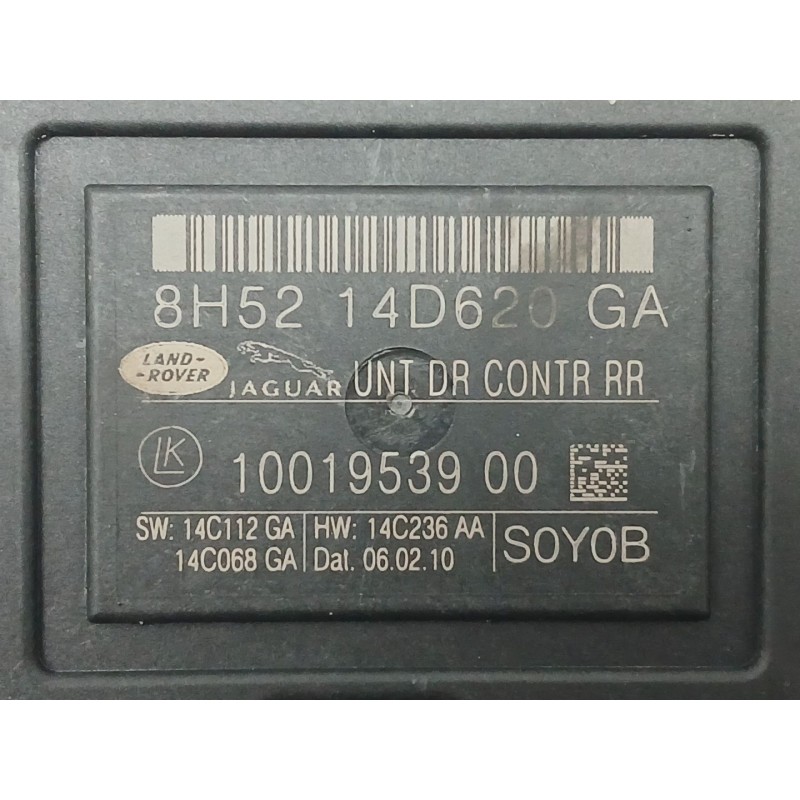 8H52 14D620 GA
LAND-
-ROVER
JAGUAR
UNT DR CONTR RR
LK
10019539 00
SW: 14C112 GA
14C068 GA
HW: 14C236 AA
Dat. 06.02.10
S0Y0B